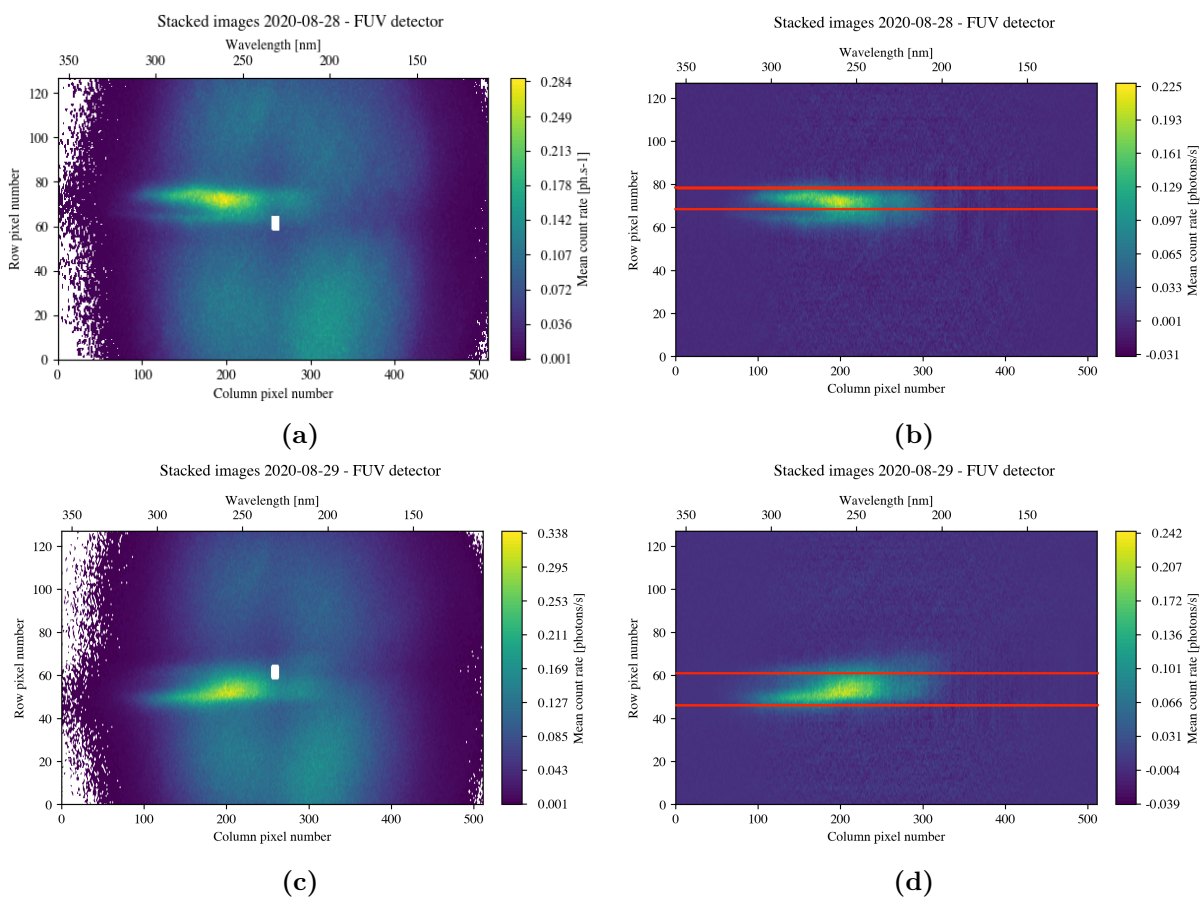 Stacked images 2020-08-28 - FUV detector
Wavelength [nm]
350 300 250 200 150
120
100
80
60
40
20
0
Row pixel number
0 100 200 300 400 500
Column pixel number
0.284
0.249
0.213
0.178
0.142
0.107
0.072
0.036
0.001
Mean count rate [ph.s-1]
(a)
Stacked images 2020-08-28 - FUV detector
Wavelength [nm]
350 300 250 200 150
120
100
80
60
40
20
0
Row pixel number
0 100 200 300 400 500
Column pixel number
0.225
0.193
0.161
0.129
0.097
0.065
0.033
0.001
-0.031
Mean count rate [photons/s]
(b)
Stacked images 2020-08-29 - FUV detector
Wavelength [nm]
350 300 250 200 150
120
100
80
60
40
20
0
Row pixel number
0 100 200 300 400 500
Column pixel number
0.338
0.295
0.253
0.211
0.169
0.127
0.085
0.043
0.001
Mean count rate [photons/s]
(c)
Stacked images 2020-08-29 - FUV detector
Wavelength [nm]
350 300 250 200 150
120
100
80
60
40
20
0
Row pixel number
0 100 200 300 400 500
Column pixel number
0.242
0.207
0.172
0.136
0.101
0.066
0.031
-0.004
-0.039
Mean count rate [photons/s]
(d)